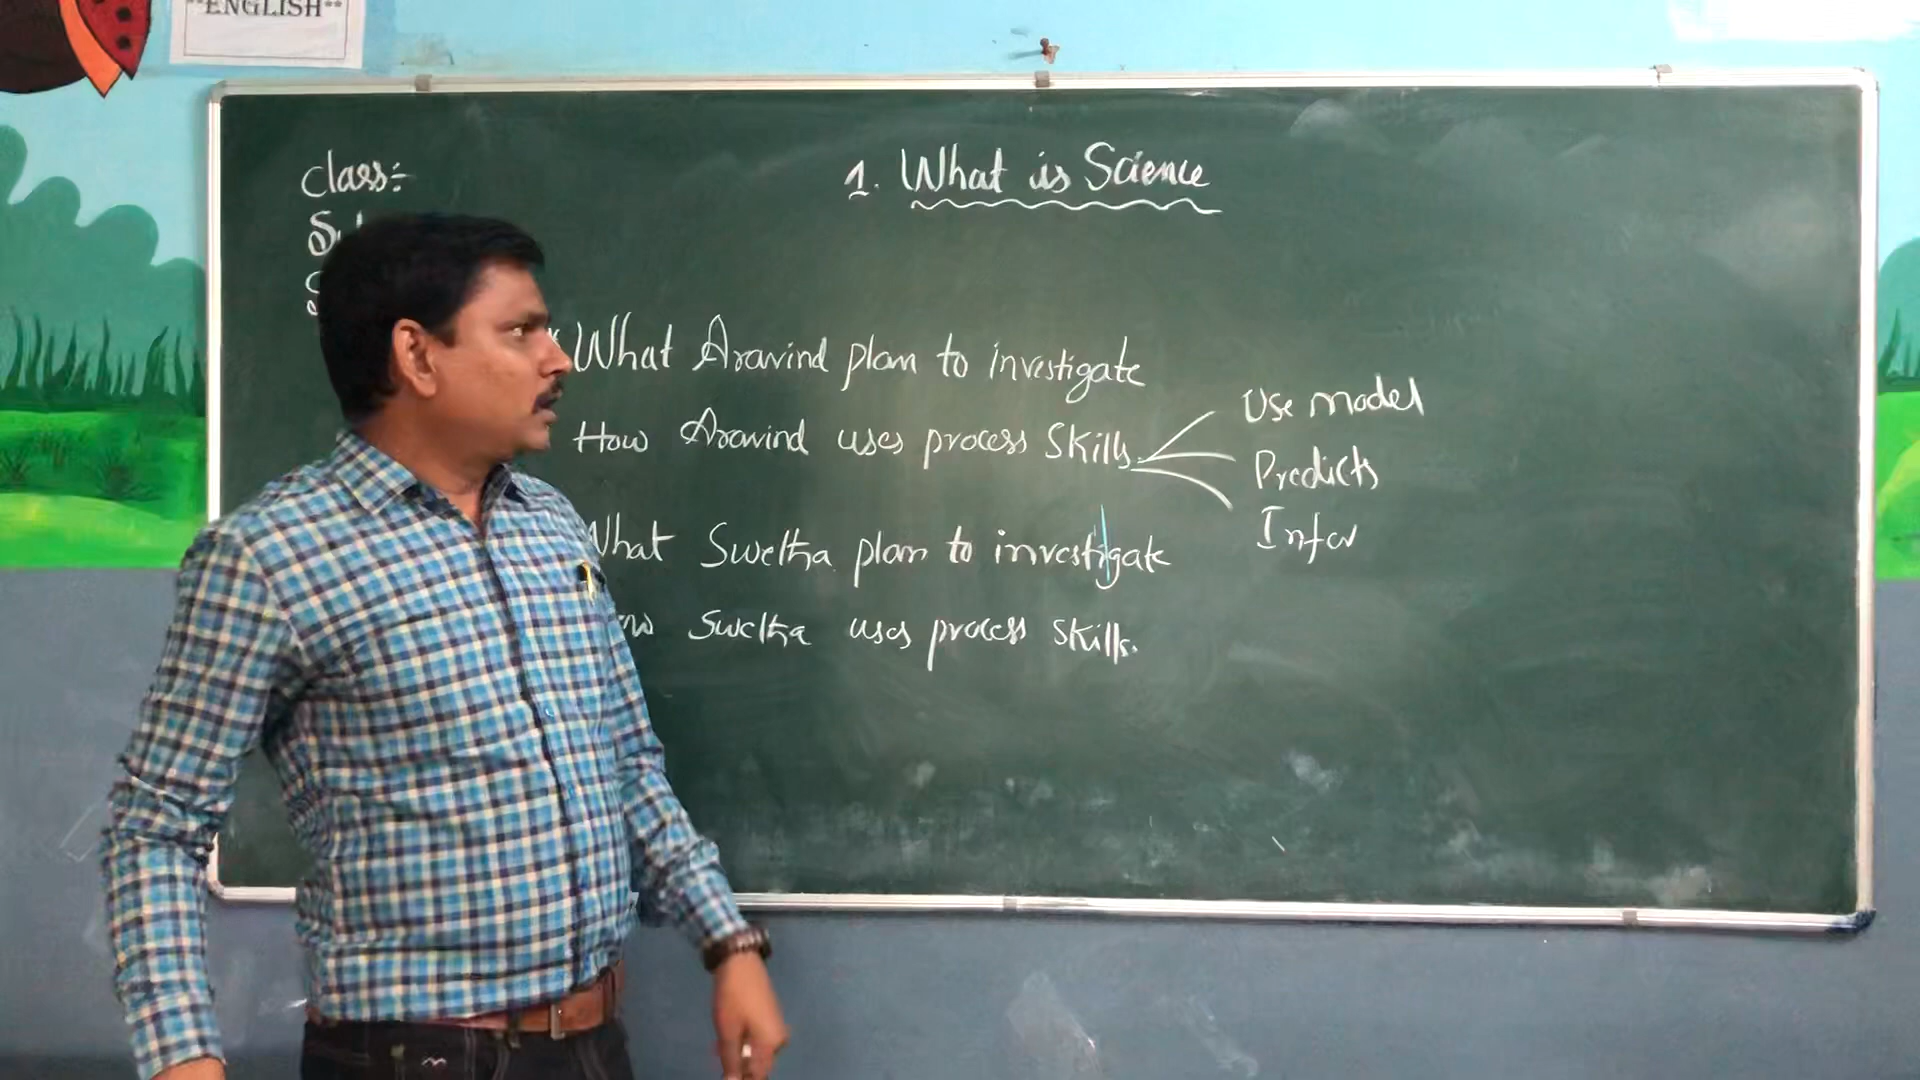 "ENGLISH"
Class:-
1. What is Science
What Aravind plan to investigate
How Aravind uses process skills.
Use model
Predicts
Infer
What Swetha plan to investigate
Swetha uses process skills.